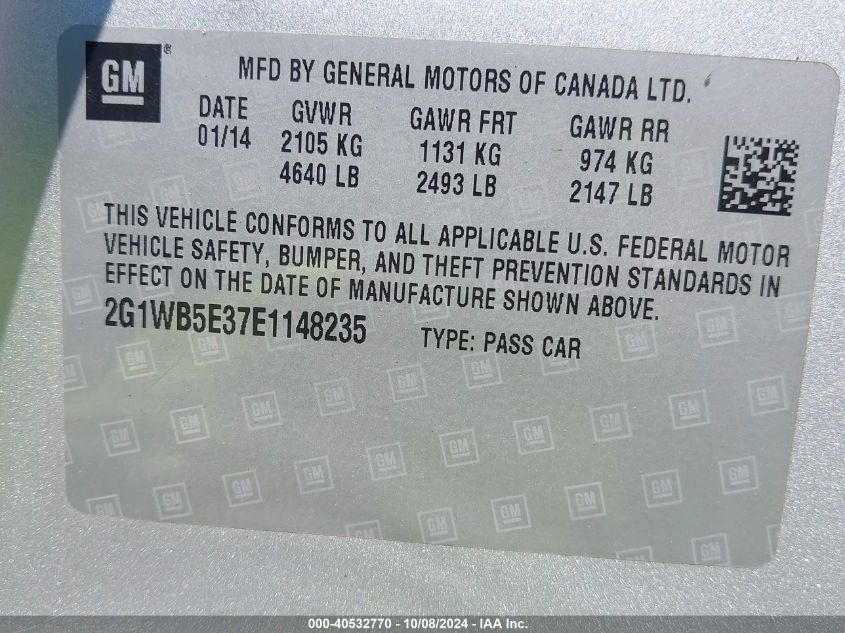 GM ®
MFD BY GENERAL MOTORS OF CANADA LTD.
DATE GVWR GAWR FRT GAWR RR
01/14 2105 KG 1131 KG 974 KG
4640 LB 2493 LB 2147 LB
THIS VEHICLE CONFORMS TO ALL APPLICABLE U.S. FEDERAL MOTOR
VEHICLE SAFETY, BUMPER, AND THEFT PREVENTION STANDARDS IN
EFFECT ON THE DATE OF MANUFACTURE SHOWN ABOVE.
2G1WB5E37E1148235 TYPE: PASS CAR
000-40532770 - 10/08/2024 - IAA Inc.